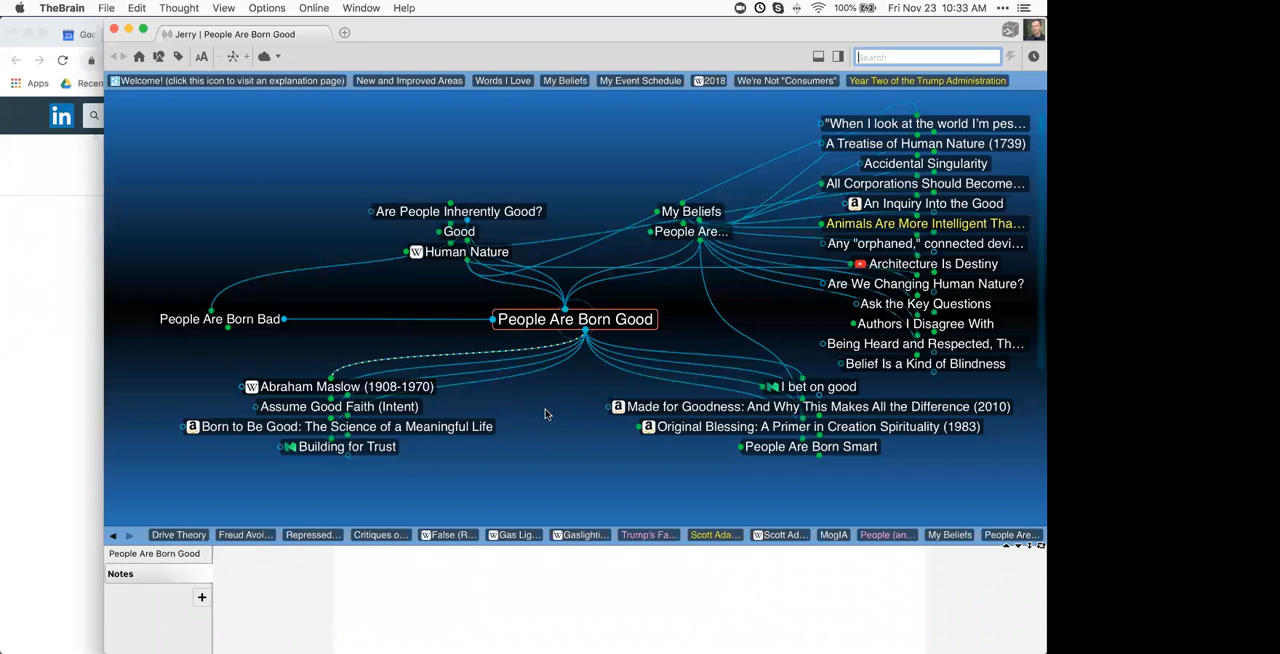 TheBrain File Edit Thought View Options Online Window Help 100% Fri Nov 23 10:33 AM
Goo
Jerry | People Are Born Good
Search
Apps Recen
Welcome! (click this icon to visit an explanation page) New and Improved Areas Words I Love My Beliefs My Event Schedule W 2018 We're Not "Consumers" Year Two of the Trump Administration
in
"When I look at the world I'm pes...
A Treatise of Human Nature (1739)
Accidental Singularity
All Corporations Should Become...
a An Inquiry Into the Good
Animals Are More Intelligent Tha...
Any "orphaned," connected devi...
Architecture Is Destiny
Are We Changing Human Nature?
Ask the Key Questions
Authors I Disagree With
Being Heard and Respected, Th...
Belief Is a Kind of Blindness
Are People Inherently Good?
Good
W Human Nature
My Beliefs
People Are...
People Are Born Bad
People Are Born Good
W Abraham Maslow (1908-1970)
Assume Good Faith (Intent)
a Born to Be Good: The Science of a Meaningful Life
Building for Trust
I bet on good
a Made for Goodness: And Why This Makes All the Difference (2010)
a Original Blessing: A Primer in Creation Spirituality (1983)
People Are Born Smart
Drive Theory Freud Avoi... Repressed... Critiques o... W False (R... W Gas Lig... W Gaslighti... Trump's Fa... Scott Ada... W Scott Ad... MogIA People (an... My Beliefs People Are...
People Are Born Good
Notes